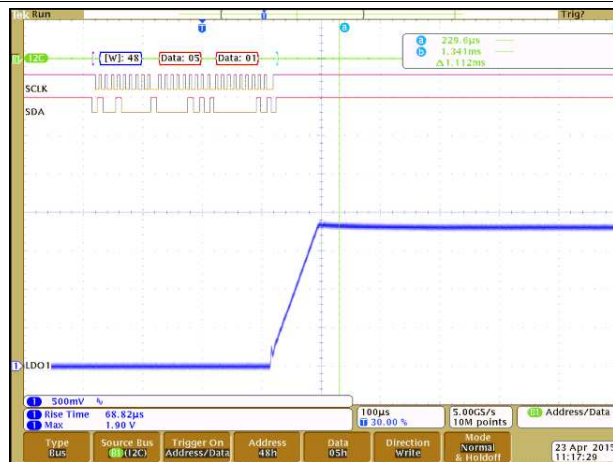 Tek Run Trig?
a 229.6µs
b 1.341ms
Δ1.112ms
B1 I2C [W]: 48 Data: 05 Data: 01
SCLK
SDA
1 LDO1
1 500mV
1 Rise Time 68.82µs
1 Max 1.90 V
100µs
T 30.00 %
5.00GS/s
10M points
B1 Address/Data
Type
Bus
Source Bus
B1 (I2C)
Trigger On
Address/Data
Address
48h
Data
05h
Direction
Write
Mode
Normal
& Holdoff
23 Apr 2015
11:17:29